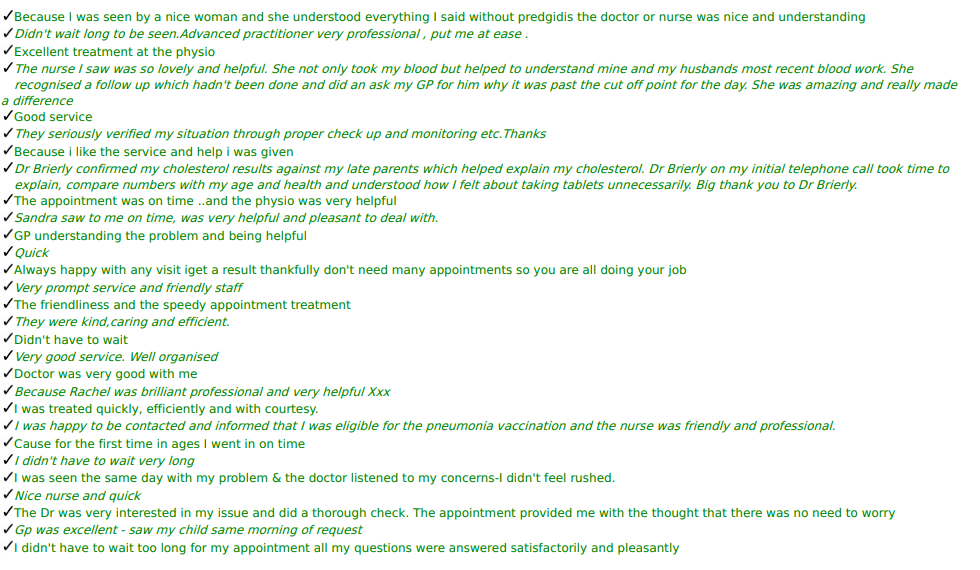 ✓Because I was seen by a nice woman and she understood everything I said without predgidis the doctor or nurse was nice and understanding
✓Didn't wait long to be seen.Advanced practitioner very professional , put me at ease .
✓Excellent treatment at the physio
✓The nurse I saw was so lovely and helpful. She not only took my blood but helped to understand mine and my husbands most recent blood work. She
recognised a follow up which hadn't been done and did an ask my GP for him why it was past the cut off point for the day. She was amazing and really made
a difference
✓Good service
✓They seriously verified my situation through proper check up and monitoring etc.Thanks
✓Because i like the service and help i was given
✓Dr Brierly confirmed my cholesterol results against my late parents which helped explain my cholesterol. Dr Brierly on my initial telephone call took time to
explain, compare numbers with my age and health and understood how I felt about taking tablets unnecessarily. Big thank you to Dr Brierly.
✓The appointment was on time ..and the physio was very helpful
✓Sandra saw to me on time, was very helpful and pleasant to deal with.
✓GP understanding the problem and being helpful
✓Quick
✓Always happy with any visit iget a result thankfully don't need many appointments so you are all doing your job
✓Very prompt service and friendly staff
✓The friendliness and the speedy appointment treatment
✓They were kind,caring and efficient.
✓Didn't have to wait
✓Very good service. Well organised
✓Doctor was very good with me
✓Because Rachel was brilliant professional and very helpful Xxx
✓I was treated quickly, efficiently and with courtesy.
✓I was happy to be contacted and informed that I was eligible for the pneumonia vaccination and the nurse was friendly and professional.
✓Cause for the first time in ages I went in on time
✓I didn't have to wait very long
✓I was seen the same day with my problem & the doctor listened to my concerns-I didn't feel rushed.
✓Nice nurse and quick
✓The Dr was very interested in my issue and did a thorough check. The appointment provided me with the thought that there was no need to worry
✓Gp was excellent - saw my child same morning of request
✓I didn't have to wait too long for my appointment all my questions were answered satisfactorily and pleasantly